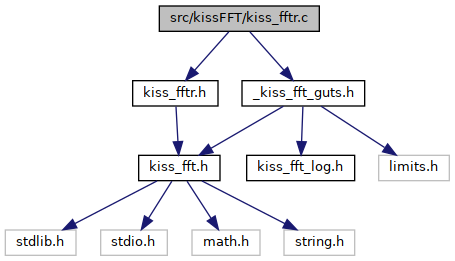 src/kissFFT/kiss_fftr.c
kiss_fftr.h
_kiss_fft_guts.h
kiss_fft.h
kiss_fft_log.h
limits.h
stdlib.h
stdio.h
math.h
string.h